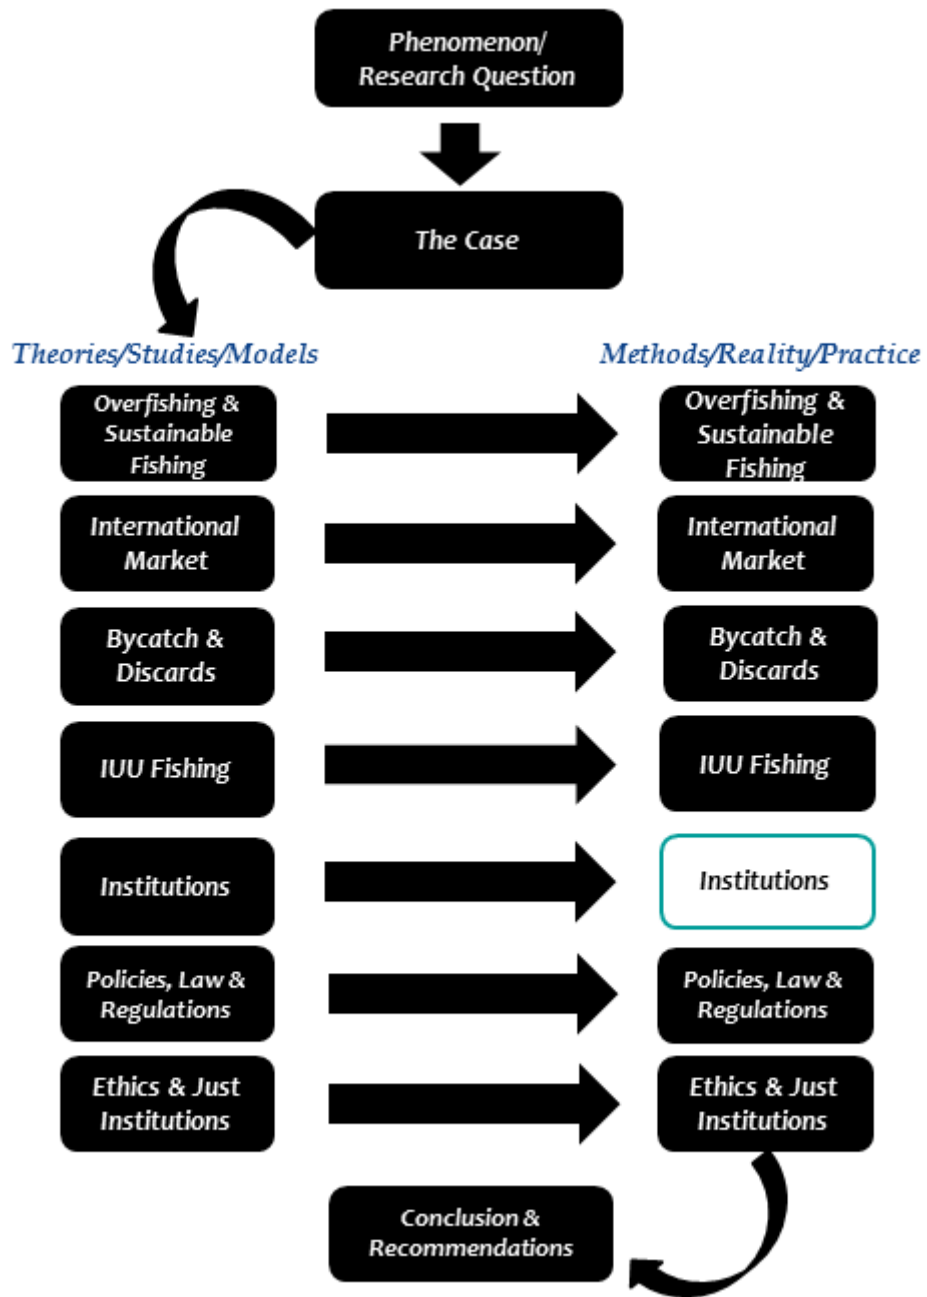 Phenomenon/
Research Question
The Case
Theories/Studies/Models
Methods/Reality/Practice
Overfishing &
Sustainable
Fishing
Overfishing &
Sustainable
Fishing
International
Market
International
Market
Bycatch &
Discards
Bycatch &
Discards
IUU Fishing
IUU Fishing
Institutions
Institutions
Policies, Law &
Regulations
Policies, Law &
Regulations
Ethics & Just
Institutions
Ethics & Just
Institutions
Conclusion &
Recommendations